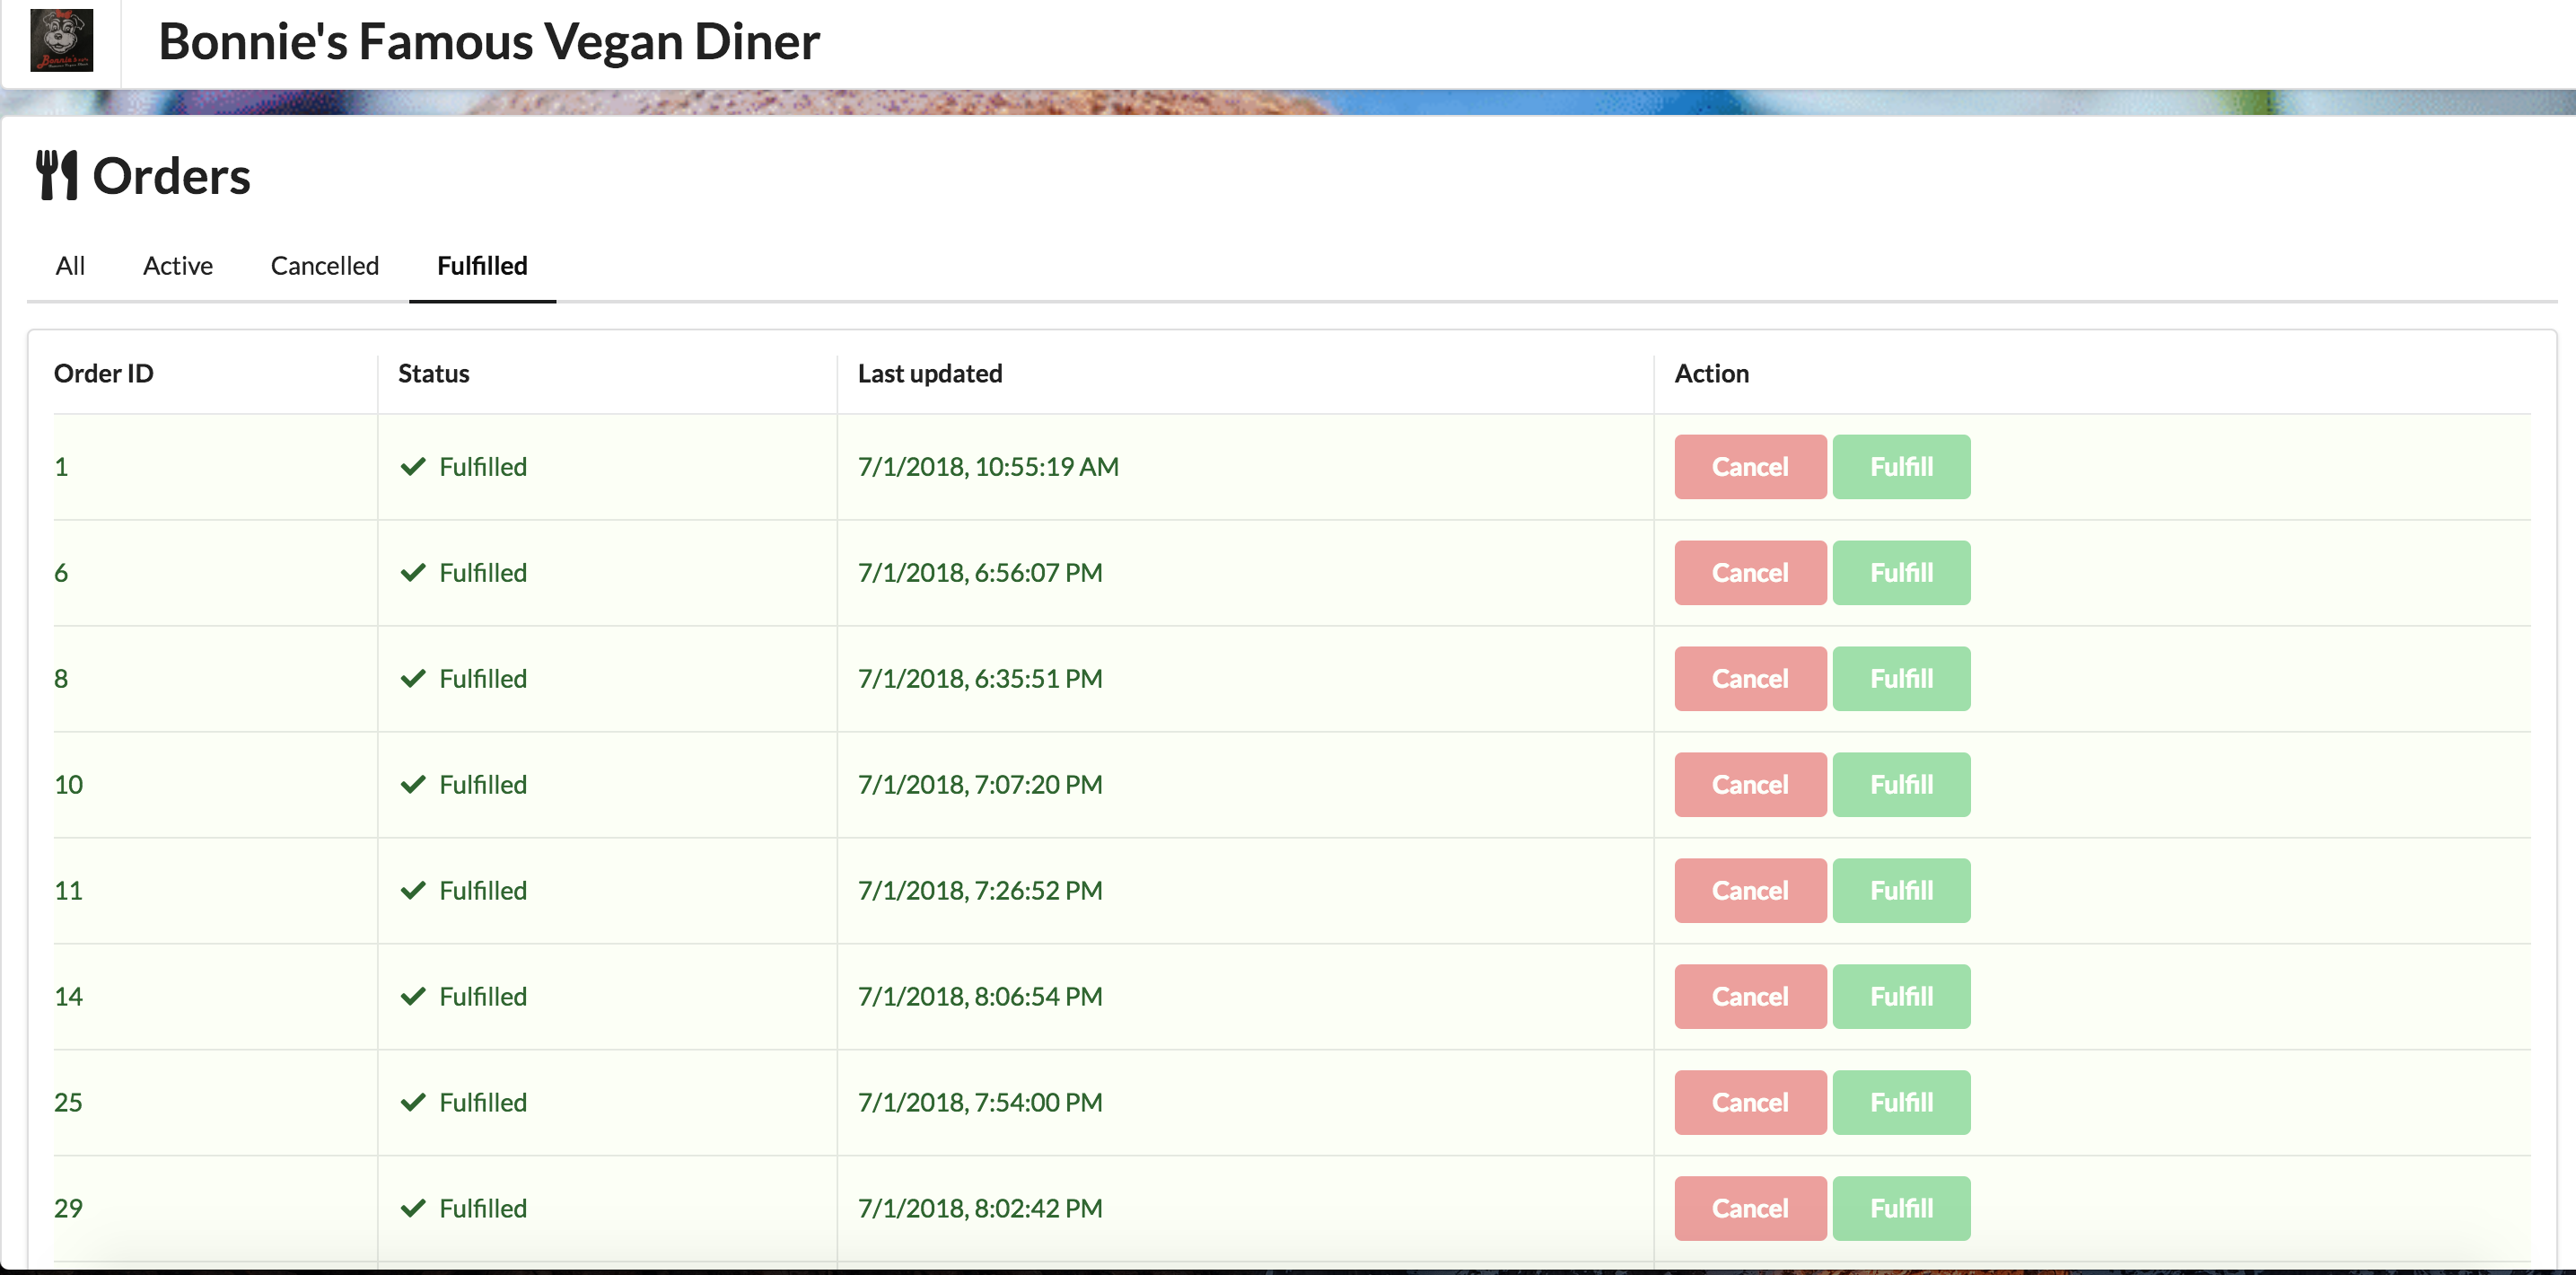 Bonnie's
Bonnie's Famous Vegan Diner
Orders
All Active Cancelled Fulfilled
Order ID Status Last updated Action
1 Fulfilled 7/1/2018, 10:55:19 AM Cancel Fulfill
6 Fulfilled 7/1/2018, 6:56:07 PM Cancel Fulfill
8 Fulfilled 7/1/2018, 6:35:51 PM Cancel Fulfill
10 Fulfilled 7/1/2018, 7:07:20 PM Cancel Fulfill
11 Fulfilled 7/1/2018, 7:26:52 PM Cancel Fulfill
14 Fulfilled 7/1/2018, 8:06:54 PM Cancel Fulfill
25 Fulfilled 7/1/2018, 7:54:00 PM Cancel Fulfill
29 Fulfilled 7/1/2018, 8:02:42 PM Cancel Fulfill